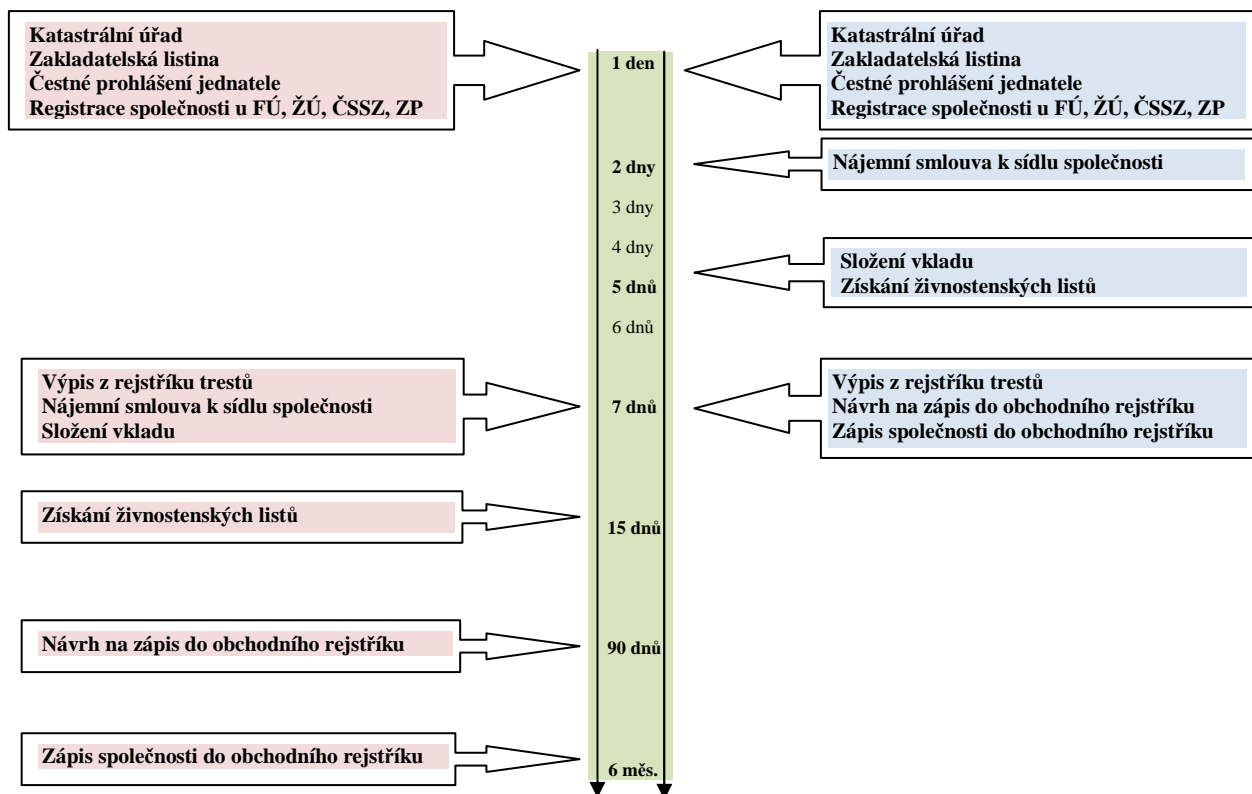 Katastrální úřad
Zakladatelská listina
Čestné prohlášení jednatele
Registrace společnosti u FÚ, ŽÚ, ČSSZ, ZP
1 den
Katastrální úřad
Zakladatelská listina
Čestné prohlášení jednatele
Registrace společnosti u FÚ, ŽÚ, ČSSZ, ZP
2 dny
Nájemní smlouva k sídlu společnosti
3 dny
4 dny
5 dnů
Složení vkladu
Získání živnostenských listů
6 dnů
Výpis z rejstříku trestů
Nájemní smlouva k sídlu společnosti
Složení vkladu
7 dnů
Výpis z rejstříku trestů
Návrh na zápis do obchodního rejstříku
Zápis společnosti do obchodního rejstříku
Získání živnostenských listů
15 dnů
Návrh na zápis do obchodního rejstříku
90 dnů
Zápis společnosti do obchodního rejstříku
6 měs.